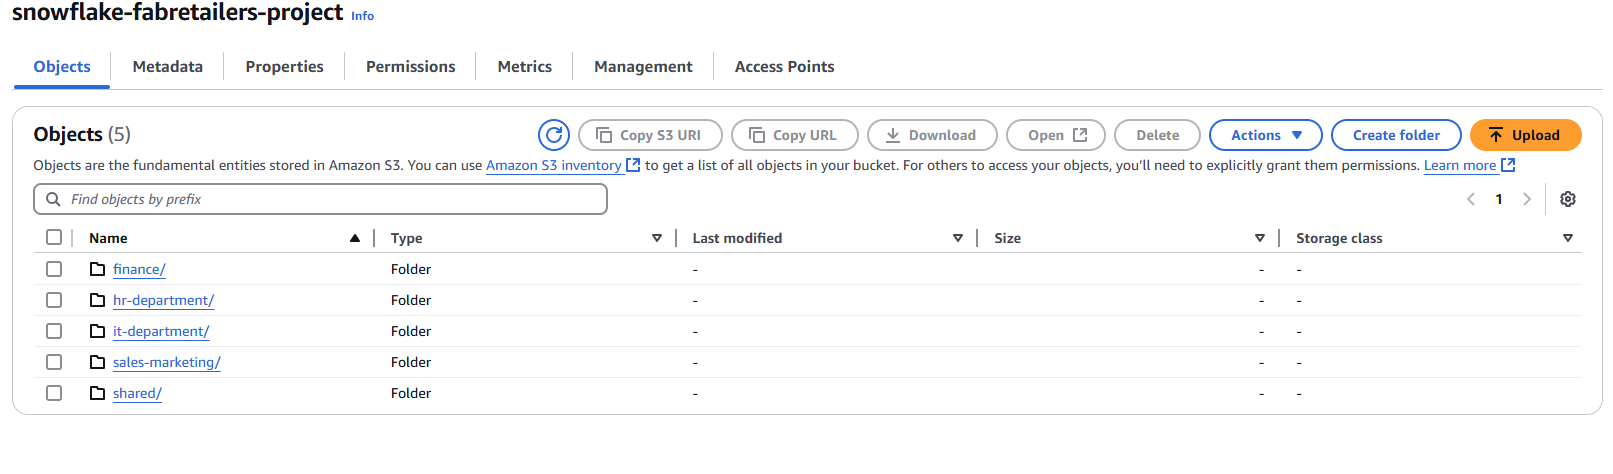 snowflake-fabretailers-project Info
Objects Metadata Properties Permissions Metrics Management Access Points
Objects (5) Copy S3 URI Copy URL Download Open Delete Actions Create folder Upload
Objects are the fundamental entities stored in Amazon S3. You can use Amazon S3 inventory to get a list of all objects in your bucket. For others to access your objects, you’ll need to explicitly grant them permissions. Learn more
Find objects by prefix 1
Name Type Last modified Size Storage class
finance/ Folder - - -
hr-department/ Folder - - -
it-department/ Folder - - -
sales-marketing/ Folder - - -
shared/ Folder - - -